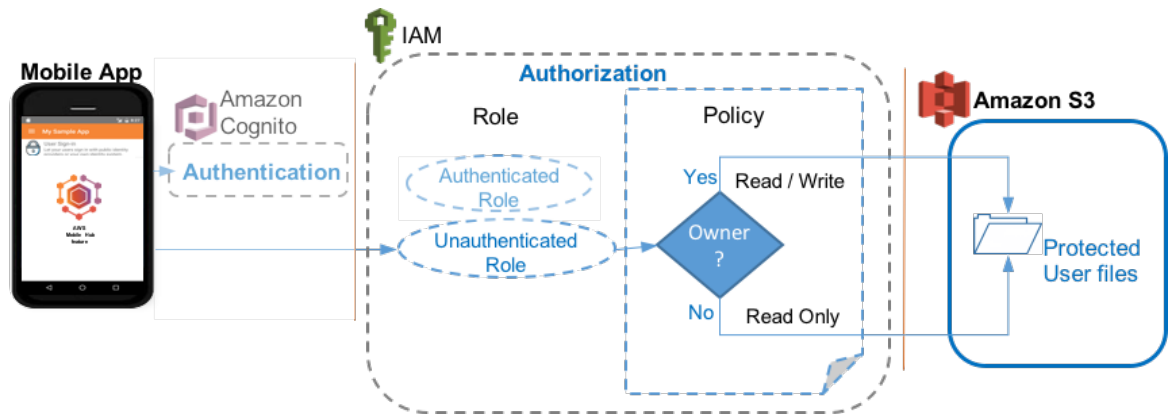 IAM
Mobile App
My Sample App
User Sign-in
Amazon
Cognito
Authentication
AWS
Mobile Hub
feature
Authorization
Role
Policy
Authenticated
Role
Unauthenticated
Role
Yes
Read / Write
Owner
?
No
Read Only
Amazon S3
Protected
User files